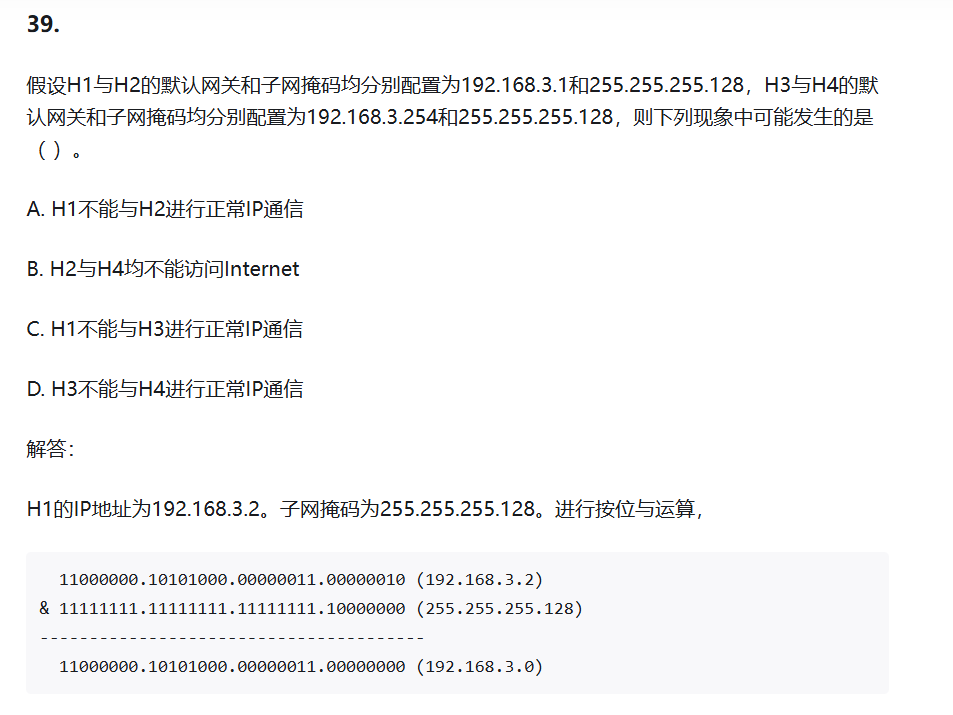 39.
假设H1与H2的默认网关和子网掩码均分别配置为192.168.3.1和255.255.255.128，H3与H4的默
认网关和子网掩码均分别配置为192.168.3.254和255.255.255.128，则下列现象中可能发生的是
（ ）。
A. H1不能与H2进行正常IP通信
B. H2与H4均不能访问Internet
C. H1不能与H3进行正常IP通信
D. H3不能与H4进行正常IP通信
解答：
H1的IP地址为192.168.3.2。子网掩码为255.255.255.128。进行按位与运算，
11000000.10101000.00000011.00000010 (192.168.3.2)
& 11111111.11111111.11111111.10000000 (255.255.255.128)
---------------------------------------
11000000.10101000.00000011.00000000 (192.168.3.0)